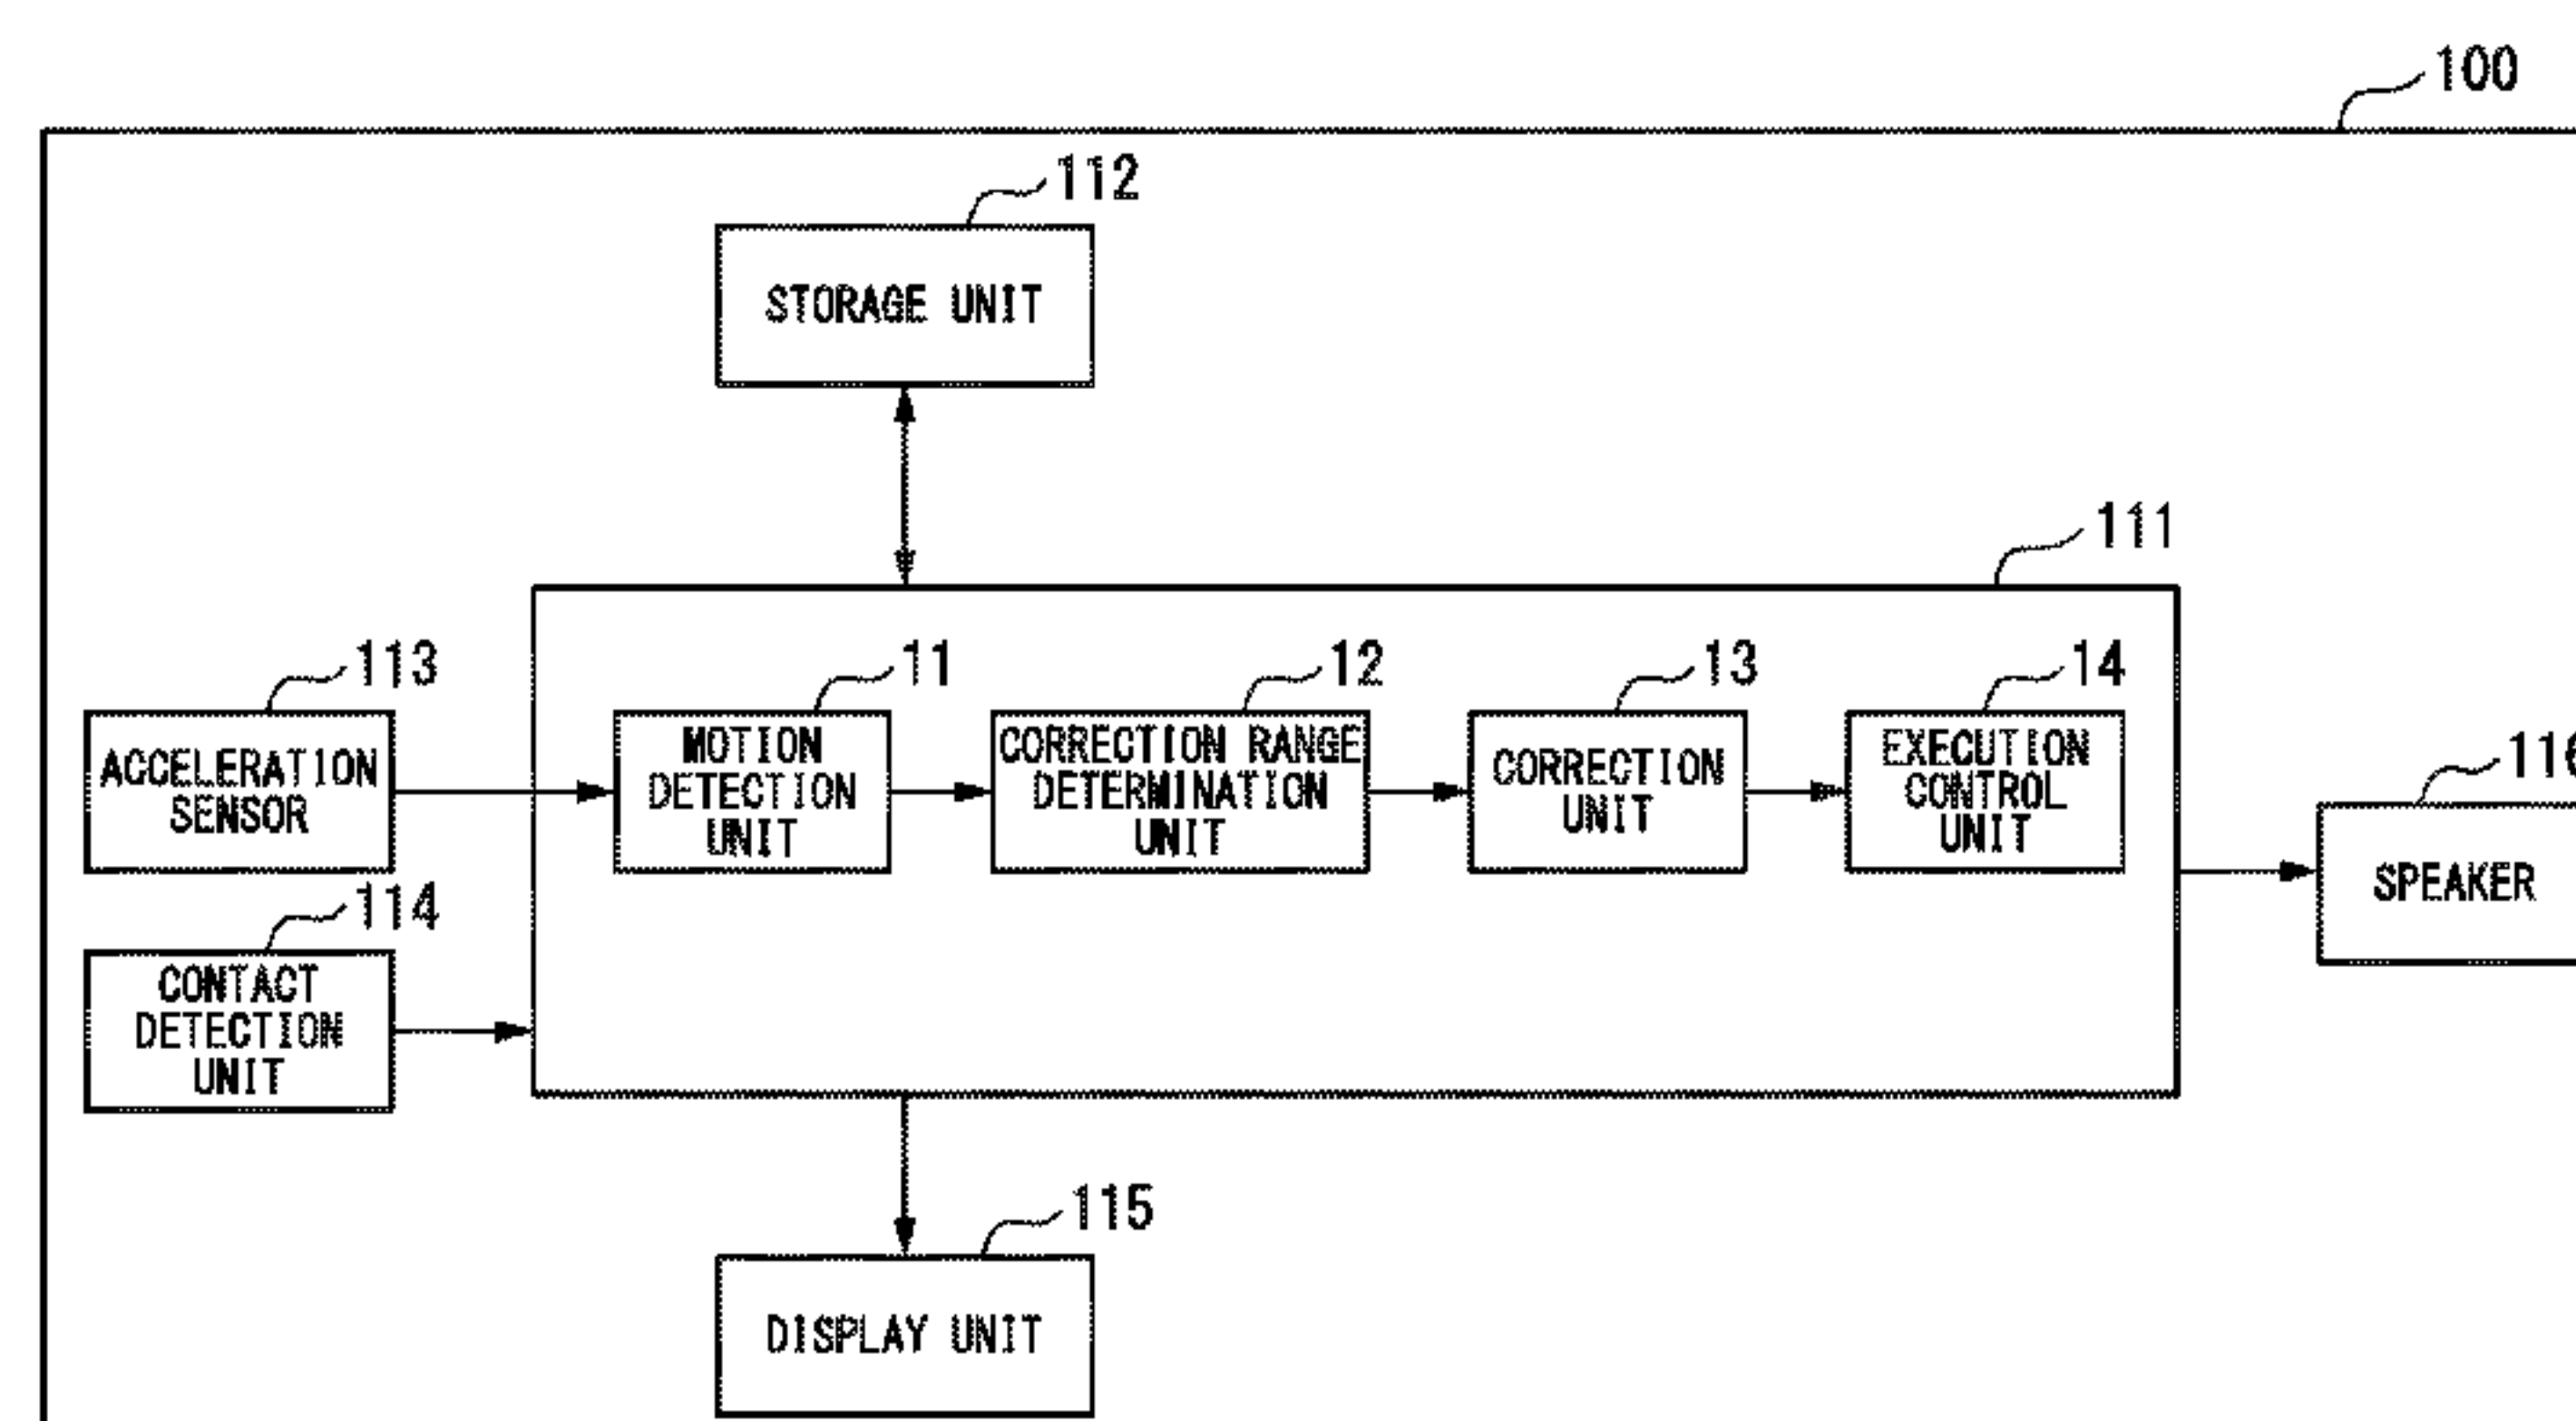 100
112
STORAGE UNIT
111
113
11
12
13
14
ACCELERATION
SENSOR
MOTION
DETECTION
UNIT
CORRECTION RANGE
DETERMINATION
UNIT
CORRECTION
UNIT
EXECUTION
CONTROL
UNIT
SPEAKER
114
CONTACT
DETECTION
UNIT
115
DISPLAY UNIT